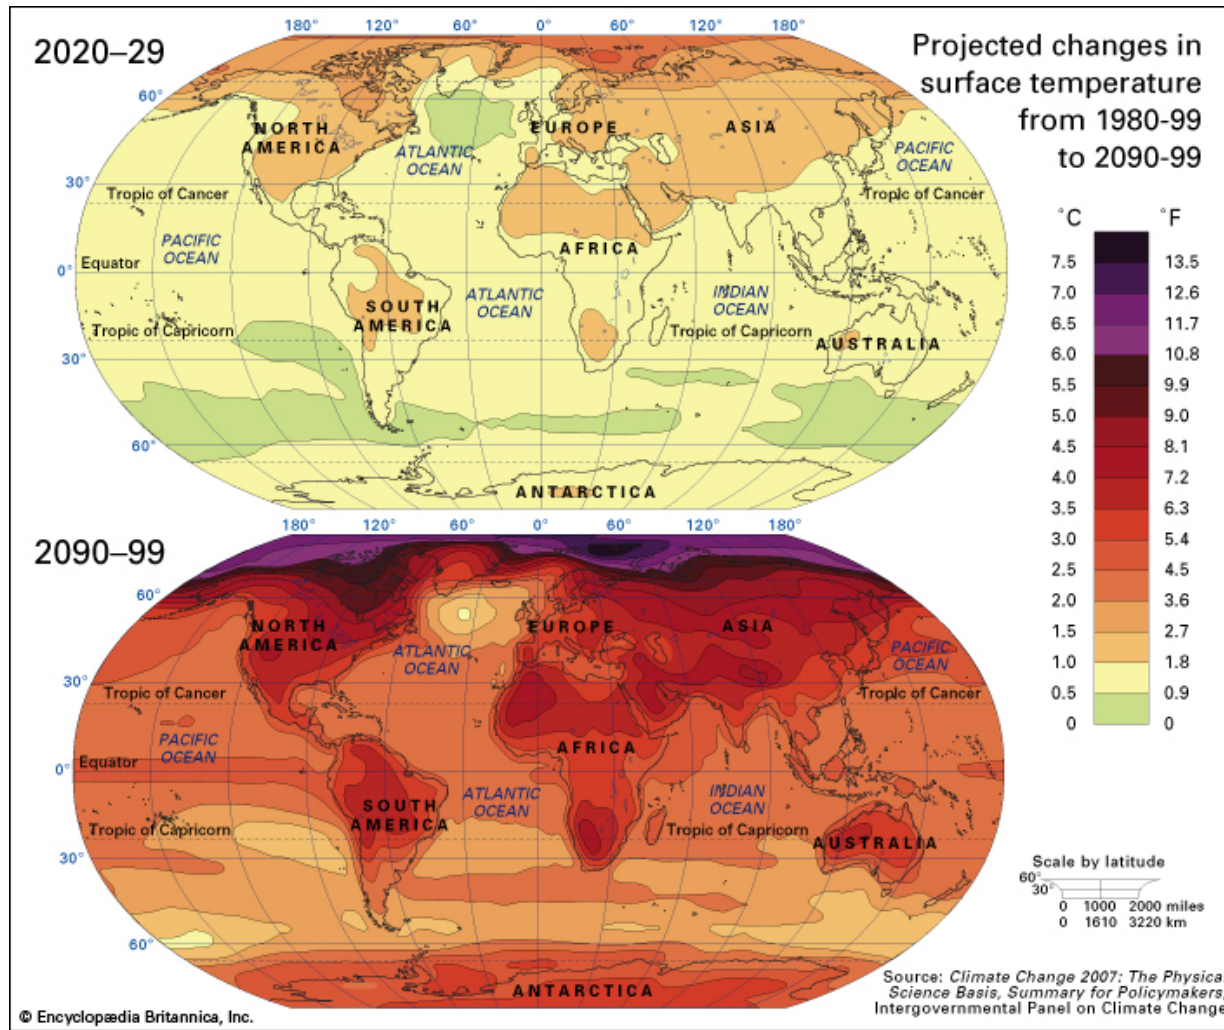 180° 120° 60° 0° 60° 120° 180°
2020–29
Projected changes in
surface temperature
from 1980-99
to 2090-99
60°
NORTH
AMERICA
EUROPE
ASIA
ATLANTIC
OCEAN
PACIFIC
OCEAN
30°
Tropic of Cancer
Tropic of Cancer
PACIFIC
OCEAN
AFRICA
Equator
0°
SOUTH
AMERICA
ATLANTIC
OCEAN
INDIAN
OCEAN
Tropic of Capricorn
Tropic of Capricorn
AUSTRALIA
30°
60°
ANTARCTICA
˚C ˚F
7.5 13.5
7.0 12.6
6.5 11.7
6.0 10.8
5.5 9.9
5.0 9.0
4.5 8.1
4.0 7.2
3.5 6.3
3.0 5.4
2.5 4.5
2.0 3.6
1.5 2.7
1.0 1.8
0.5 0.9
0 0
180° 120° 60° 0° 60° 120° 180°
2090–99
60°
NORTH
AMERICA
EUROPE
ASIA
ATLANTIC
OCEAN
PACIFIC
OCEAN
30°
Tropic of Cancer
Tropic of Cancer
PACIFIC
OCEAN
AFRICA
Equator
0°
SOUTH
AMERICA
ATLANTIC
OCEAN
INDIAN
OCEAN
Tropic of Capricorn
Tropic of Capricorn
AUSTRALIA
30°
60°
ANTARCTICA
Scale by latitude
60°
30°
0 1000 2000 miles
0 1610 3220 km
Source: Climate Change 2007: The Physical
Science Basis, Summary for Policymakers,
Intergovernmental Panel on Climate Change
© Encyclopædia Britannica, Inc.